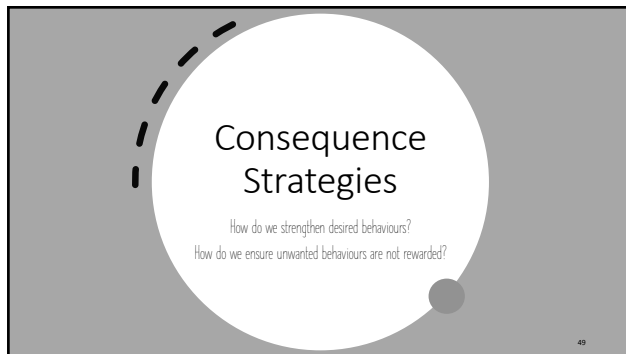 Consequence
Strategies
How do we strengthen desired behaviours?
How do we ensure unwanted behaviours are not rewarded?
49